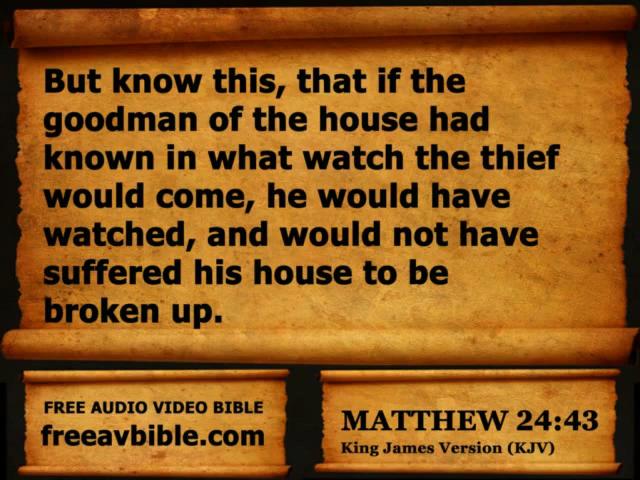 But know this, that if the
goodman of the house had
known in what watch the thief
would come, he would have
watched, and would not have
suffered his house to be
broken up.
FREE AUDIO VIDEO BIBLE
freeavbible.com
MATTHEW 24:43
King James Version (KJV)